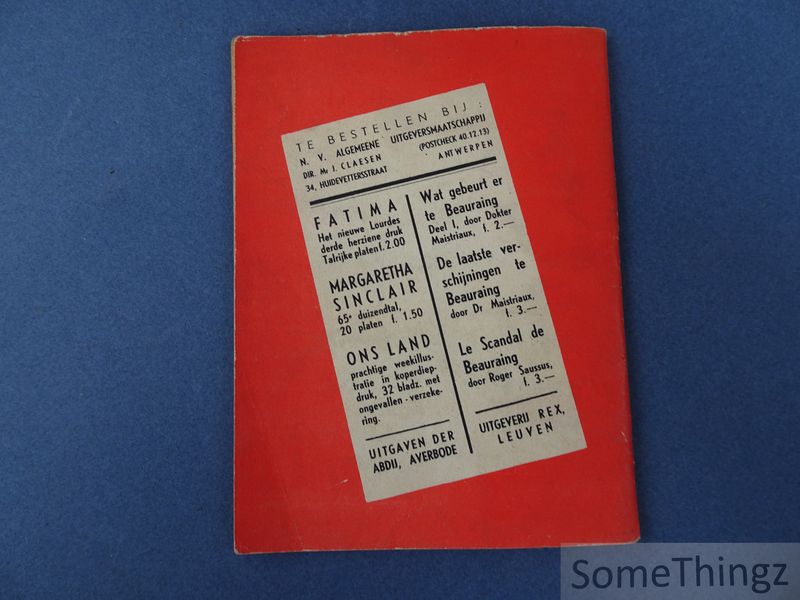 TE BESTELLEN BIJ :
N. V. ALGEMEENE UITGEVERSMAATSCHAPPIJ
DIR. Mr J. CLAESEN (POSTCHECK 40.12.13)
34, HUIDEVETTERSSTRAAT ANTWERPEN
FATIMA
Het nieuwe Lourdes
derde herziene druk
Talrijke platen f. 2.00
MARGARETHA
SINCLAIR
65e duizendtal,
20 platen f. 1.50
ONS LAND
prachtige weekillus-
tratie in koperdiep-
druk, 32 bladz. met
ongevallen-verzeke-
ring.
UITGAVEN DER
ABDIJ, AVERBODE
Wat gebeurt er
te Beauraing
Deel I, door Dokter
Maistriaux, f. 2.—
De laatste ver-
schijningen te
Beauraing
door Dr Maistriaux,
f. 3.—
Le Scandal de
Beauraing
door Roger Saussus,
f. 3.—
UITGEVERIJ REX,
LEUVEN
SomeThingz